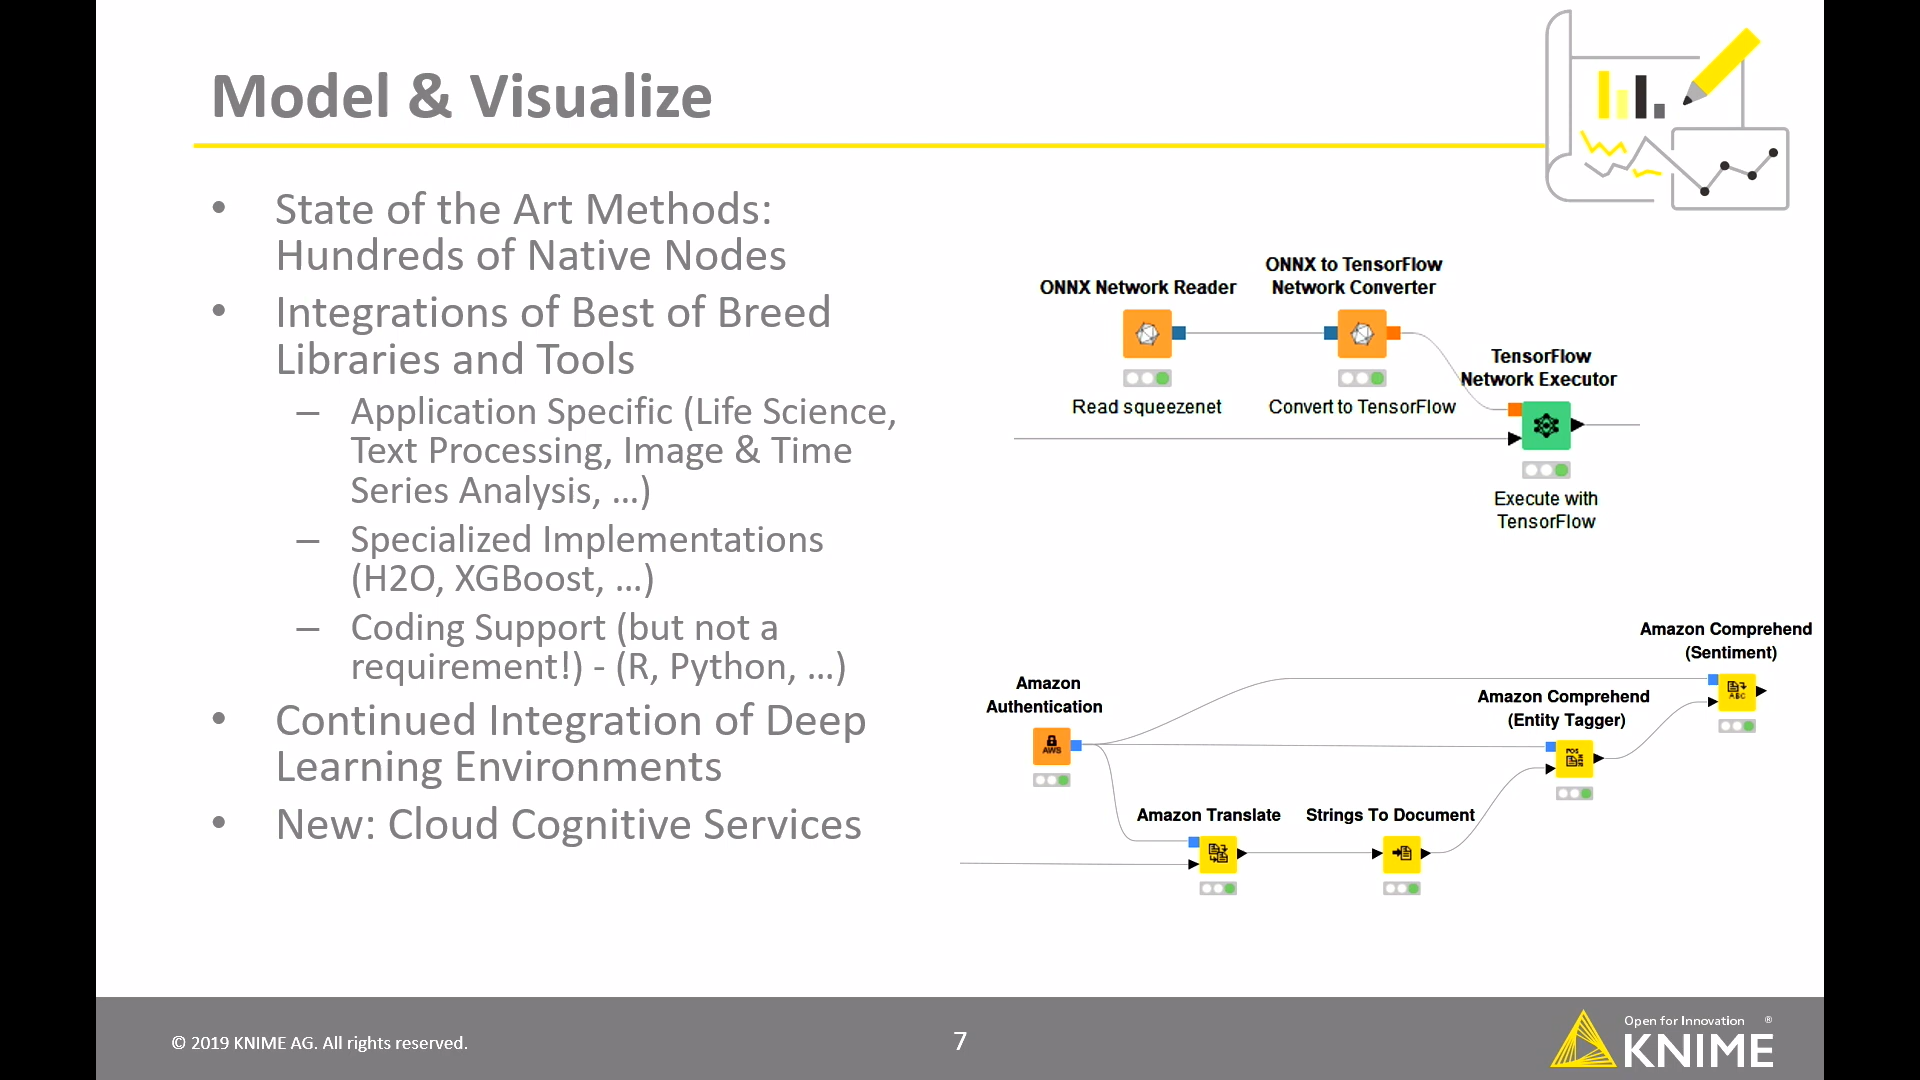 Model & Visualize
• State of the Art Methods:
Hundreds of Native Nodes
• Integrations of Best of Breed
Libraries and Tools
– Application Specific (Life Science,
Text Processing, Image & Time
Series Analysis, ...)
– Specialized Implementations
(H2O, XGBoost, ...)
– Coding Support (but not a
requirement!) - (R, Python, ...)
• Continued Integration of Deep
Learning Environments
• New: Cloud Cognitive Services
ONNX Network Reader
Read squeezenet
ONNX to TensorFlow
Network Converter
Convert to TensorFlow
TensorFlow
Network Executor
Execute with
TensorFlow
Amazon
Authentication
AWS
Amazon Translate
Strings To Document
Amazon Comprehend
(Entity Tagger)
POS
Amazon Comprehend
(Sentiment)
ABC
© 2019 KNIME AG. All rights reserved.
7
Open for Innovation ®
KNIME